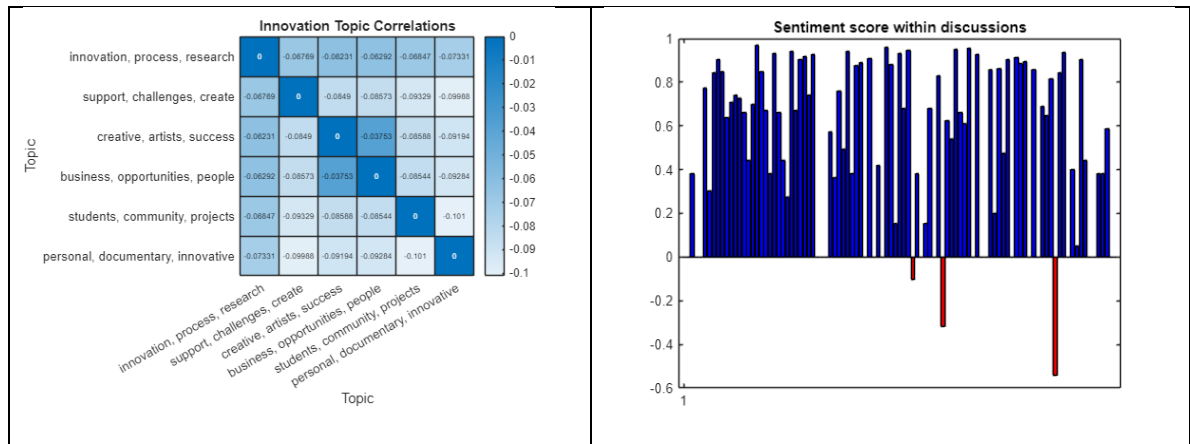 Innovation Topic Correlations
innovation, process, research
0 -0.06769 -0.06231 -0.06292 -0.06847 -0.07331
support, challenges, create
-0.06769 0 -0.0849 -0.08573 -0.09329 -0.09988
creative, artists, success
-0.06231 -0.0849 0 -0.03753 -0.08588 -0.09194
business, opportunities, people
-0.06292 -0.08573 -0.03753 0 -0.08544 -0.09284
students, community, projects
-0.06847 -0.09329 -0.08588 -0.08544 0 -0.101
personal, documentary, innovative
-0.07331 -0.09988 -0.09194 -0.09284 -0.101 0
Topic
innovation, process, research
support, challenges, create
creative, artists, success
business, opportunities, people
students, community, projects
personal, documentary, innovative
Topic
0
-0.01
-0.02
-0.03
-0.04
-0.05
-0.06
-0.07
-0.08
-0.09
-0.1
Sentiment score within discussions
1
0.8
0.6
0.4
0.2
0
-0.2
-0.4
-0.6
1